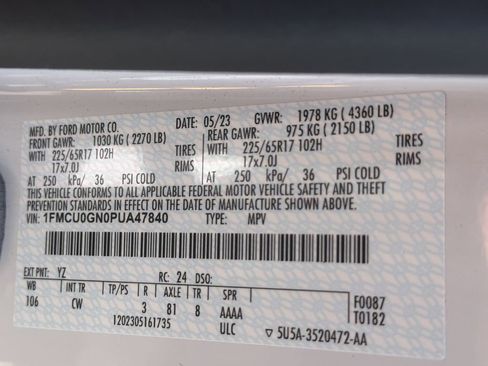 MFD. BY FORD MOTOR CO. DATE: 05/23 GVWR: 1978 KG (4360 LB)
FRONT GAWR: 1030 KG (2270 LB) REAR GAWR: 975 KG (2150 LB)
WITH 225/65R17 102H TIRES WITH 225/65R17 102H TIRES
17x7.0J RIMS 17x7.0J RIMS
AT 250 kPa/ 36 PSI COLD AT 250 kPa/ 36 PSI COLD
THIS VEHICLE CONFORMS TO ALL APPLICABLE FEDERAL MOTOR VEHICLE SAFETY AND THEFT
PREVENTION STANDARDS IN EFFECT ON THE DATE OF MANUFACTURE SHOWN ABOVE.
VIN: 1FMCU0GN0PUA47840 TYPE: MPV
EXT PNT: YZ RC: 24 DSO:
WB INT TR TP/PS R AXLE TR SPR
106 CW 3 81 8 AAAA F0087
1202305161735 ULC 5U5A-3520472-AA T0182